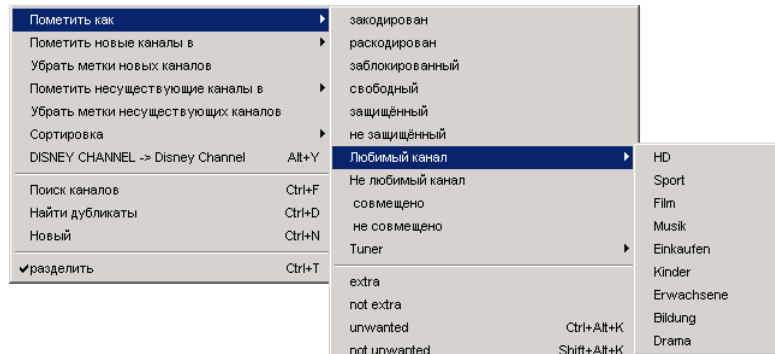 Пометить как
Пометить новые каналы в
Убрать метки новых каналов
Пометить несуществующие каналы в
Убрать метки несуществующих каналов
Сортировка
DISNEY CHANNEL -> Disney Channel Alt+Y
Поиск каналов Ctrl+F
Найти дубликаты Ctrl+D
Новый Ctrl+N
разделить Ctrl+T
закодирован
раскодирован
заблокированный
свободный
защищённый
не защищённый
Любимый канал
Не любимый канал
совмещено
не совмещено
Tuner
extra
not extra
unwanted Ctrl+Alt+K
not unwanted Shift+Alt+K
HD
Sport
Film
Musik
Einkaufen
Kinder
Erwachsene
Bildung
Drama